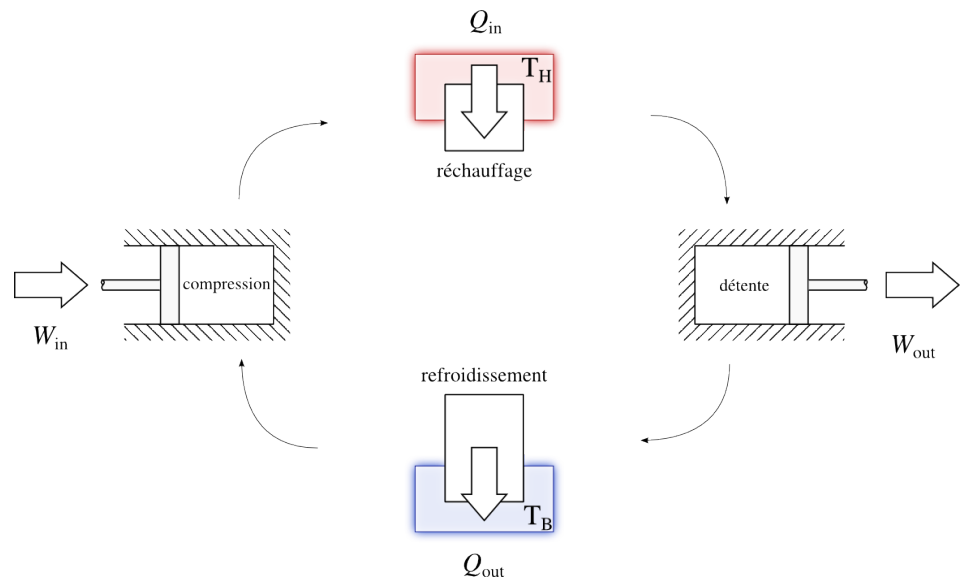 Q_in
T_H
réchauffage
compression
détente
W_in
W_out
refroidissement
T_B
Q_out